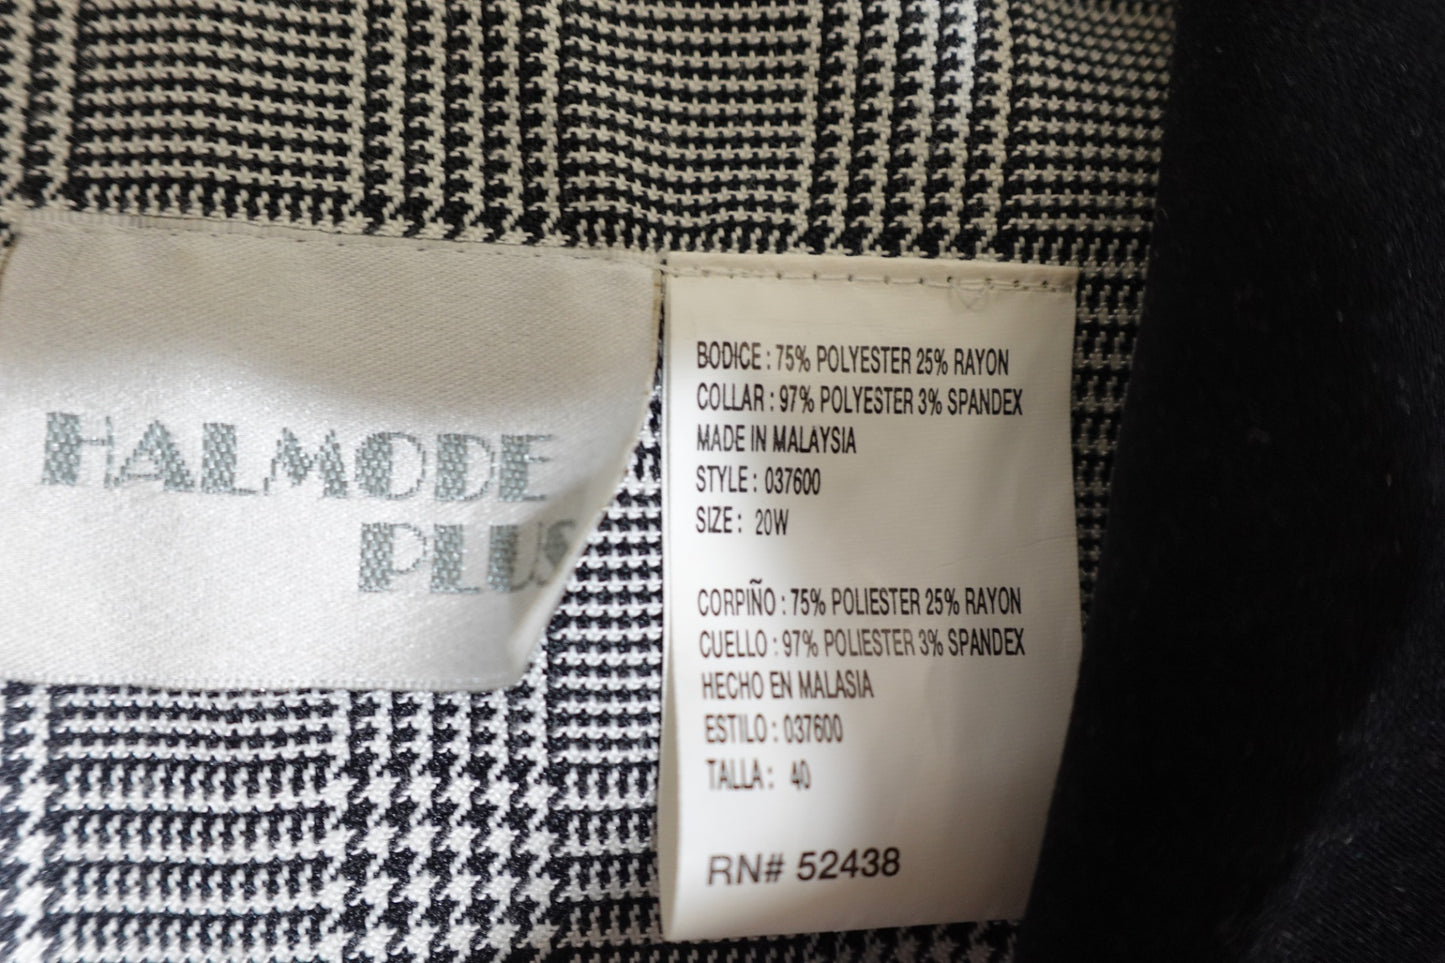 HALMODE
PLUS
BODICE : 75% POLYESTER 25% RAYON
COLLAR : 97% POLYESTER 3% SPANDEX
MADE IN MALAYSIA
STYLE : 037600
SIZE : 20W
CORPIÑO : 75% POLIESTER 25% RAYON
CUELLO : 97% POLIESTER 3% SPANDEX
HECHO EN MALASIA
ESTILO : 037600
TALLA : 40
RN# 52438